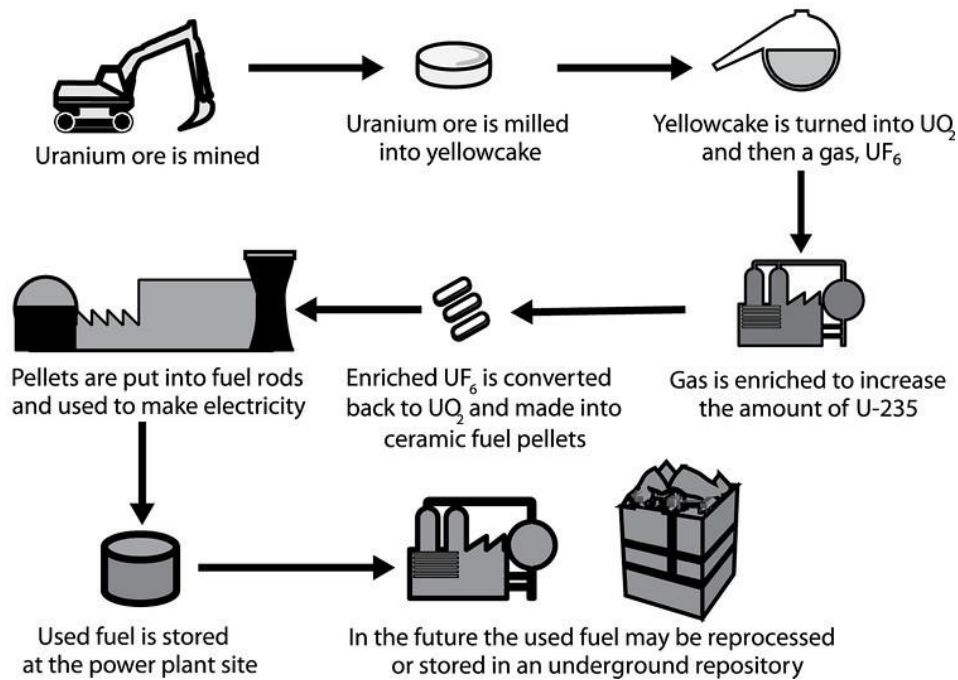 Uranium ore is mined
Uranium ore is milled
into yellowcake
Yellowcake is turned into UO₂
and then a gas, UF₆
Gas is enriched to increase
the amount of U-235
Enriched UF₆ is converted
back to UO₂ and made into
ceramic fuel pellets
Pellets are put into fuel rods
and used to make electricity
Used fuel is stored
at the power plant site
In the future the used fuel may be reprocessed
or stored in an underground repository